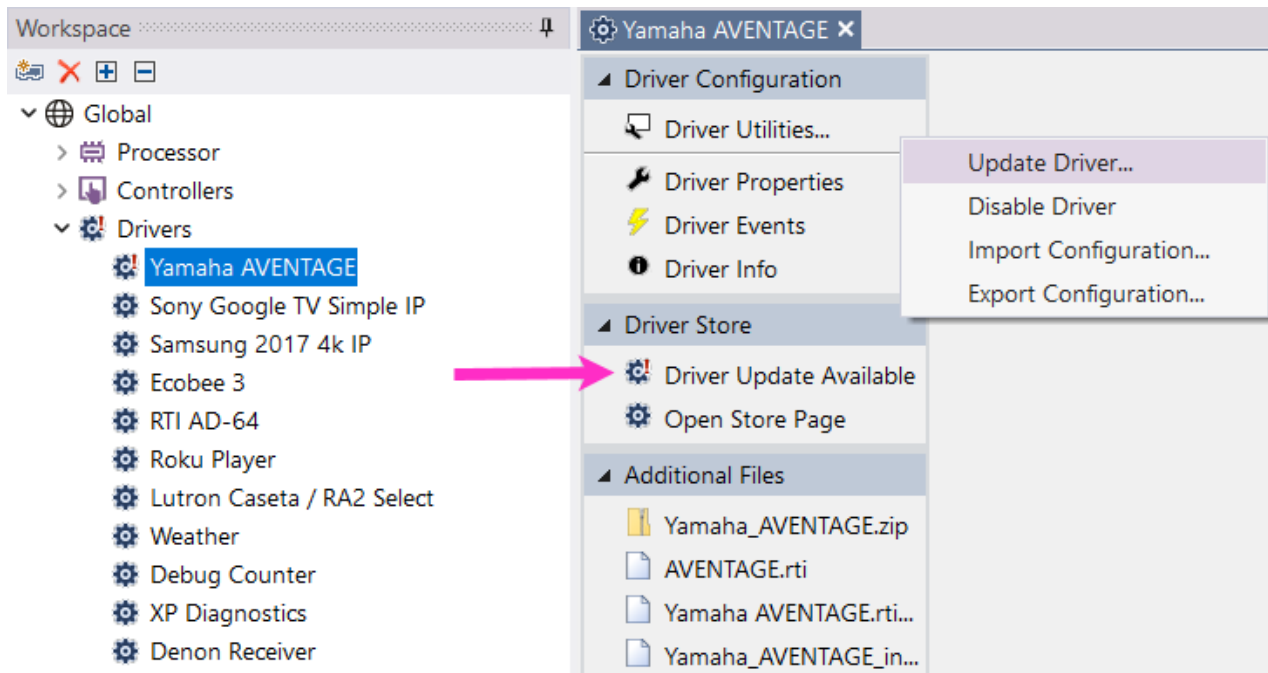 Workspace
Global
Processor
Controllers
Drivers
Yamaha AVENTAGE
Sony Google TV Simple IP
Samsung 2017 4k IP
Ecobee 3
RTI AD-64
Roku Player
Lutron Caseta / RA2 Select
Weather
Debug Counter
XP Diagnostics
Denon Receiver
Yamaha AVENTAGE
Driver Configuration
Driver Utilities...
Driver Properties
Driver Events
Driver Info
Driver Store
Driver Update Available
Open Store Page
Additional Files
Yamaha_AVENTAGE.zip
AVENTAGE.rti
Yamaha AVENTAGE.rti...
Yamaha_AVENTAGE_in...
Update Driver...
Disable Driver
Import Configuration...
Export Configuration...